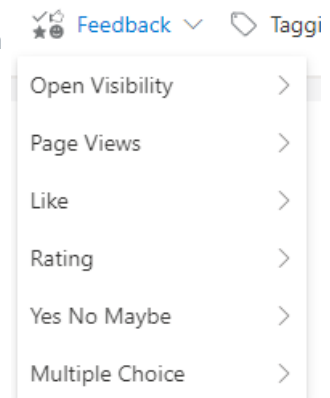 Feedback Taggi
Open Visibility
Page Views
Like
Rating
Yes No Maybe
Multiple Choice